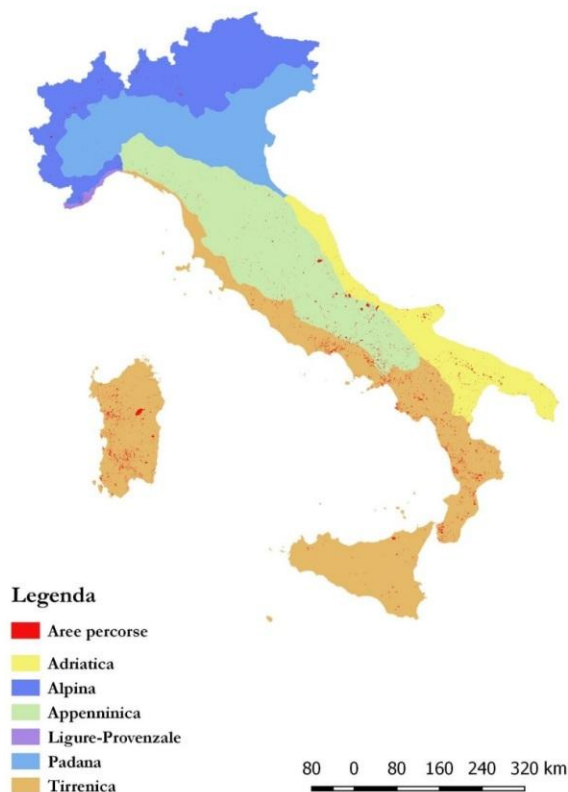 Legenda
Aree percorse
Adriatica
Alpina
Appenninica
Ligure-Provenzale
Padana
Tirrenica
80 0 80 160 240 320 km